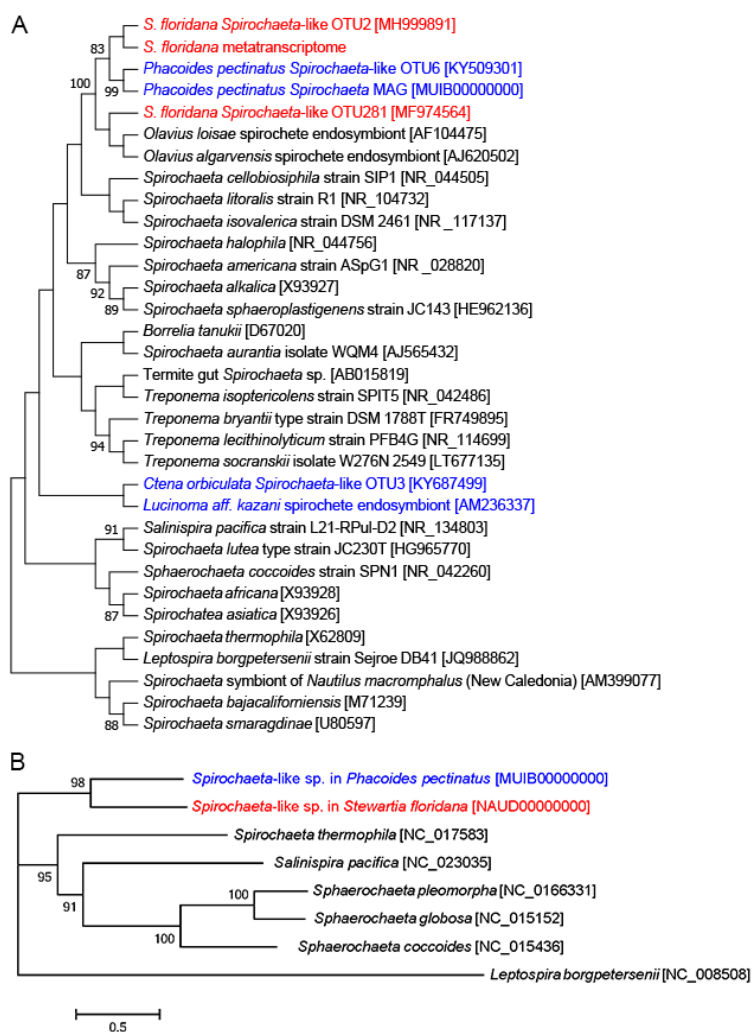 A
S. floridana Spirochaeta-like OTU2 [MH999891]
83
S. floridana metatranscriptome
Phacoides pectinatus Spirochaeta-like OTU6 [KY509301]
100
99
Phacoides pectinatus Spirochaeta MAG [MUIB00000000]
S. floridana Spirochaeta-like OTU281 [MF974564]
Olavius loisae spirochete endosymbiont [AF104475]
Olavius algarvensis spirochete endosymbiont [AJ620502]
Spirochaeta cellobiosiphila strain SIP1 [NR_044505]
Spirochaeta litoralis strain R1 [NR_104732]
Spirochaeta isovalerica strain DSM 2461 [NR _117137]
Spirochaeta halophila [NR_044756]
87
Spirochaeta americana strain ASpG1 [NR _028820]
92
Spirochaeta alkalica [X93927]
89
Spirochaeta sphaeroplastigenens strain JC143 [HE962136]
Borrelia tanukii [D67020]
Spirochaeta aurantia isolate WQM4 [AJ565432]
Termite gut Spirochaeta sp. [AB015819]
Treponema isoptericolens strain SPIT5 [NR_042486]
Treponema bryantii type strain DSM 1788T [FR749895]
94
Treponema lecithinolyticum strain PFB4G [NR_114699]
Treponema socranskii isolate W276N 2549 [LT677135]
Ctena orbiculata Spirochaeta-like OTU3 [KY687499]
Lucinoma aff. kazani spirochete endosymbiont [AM236337]
91
Salinispira pacifica strain L21-RPul-D2 [NR_134803]
Spirochaeta lutea type strain JC230T [HG965770]
Sphaerochaeta coccoides strain SPN1 [NR_042260]
Spirochaeta africana [X93928]
87
Spirochatea asiatica [X93926]
Spirochaeta thermophila [X62809]
Leptospira borgpetersenii strain Sejroe DB41 [JQ988862]
Spirochaeta symbiont of Nautilus macromphalus (New Caledonia) [AM399077]
Spirochaeta bajacaliforniensis [M71239]
88
Spirochaeta smaragdinae [U80597]
B
98
Spirochaeta-like sp. in Phacoides pectinatus [MUIB00000000]
Spirochaeta-like sp. in Stewartia floridana [NAUD00000000]
Spirochaeta thermophila [NC_017583]
95
Salinispira pacifica [NC_023035]
91
Sphaerochaeta pleomorpha [NC_0166331]
100
Sphaerochaeta globosa [NC_015152]
100
Sphaerochaeta coccoides [NC_015436]
Leptospira borgpetersenii [NC_008508]
0.5